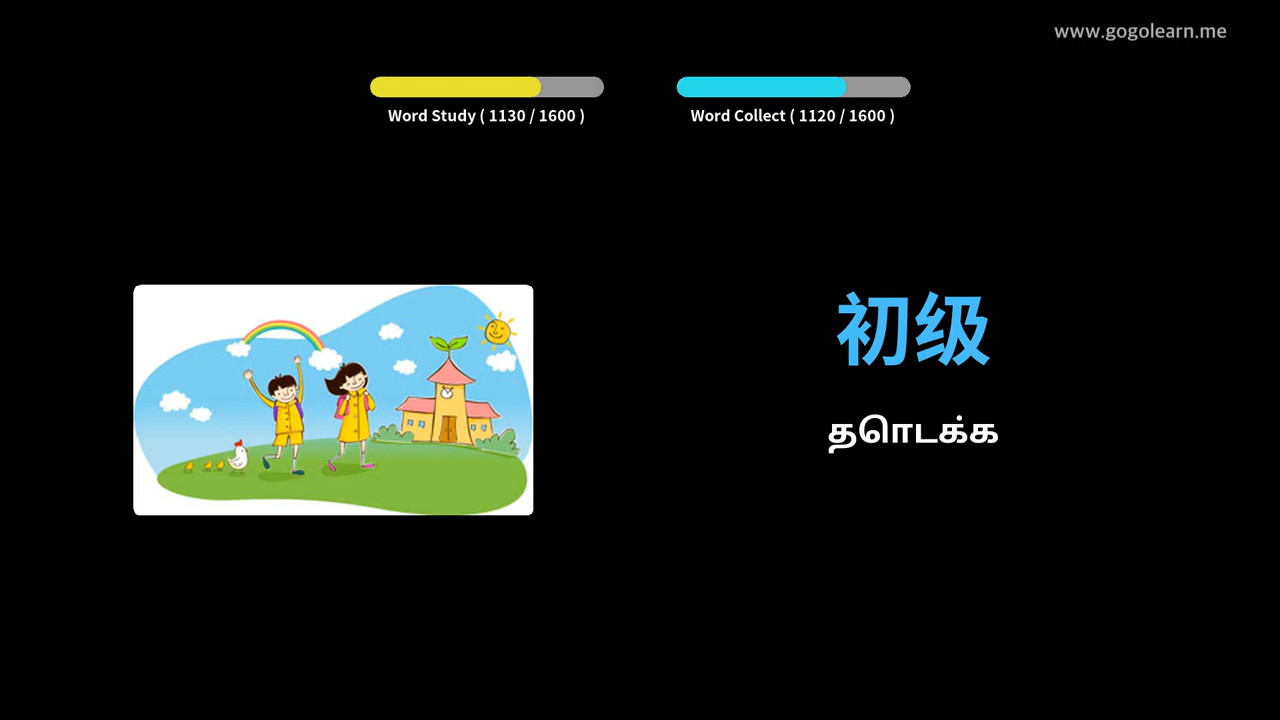 www.gogolearn.me
Word Study ( 1130 / 1600 )
Word Collect ( 1120 / 1600 )
初级
தொடக்க